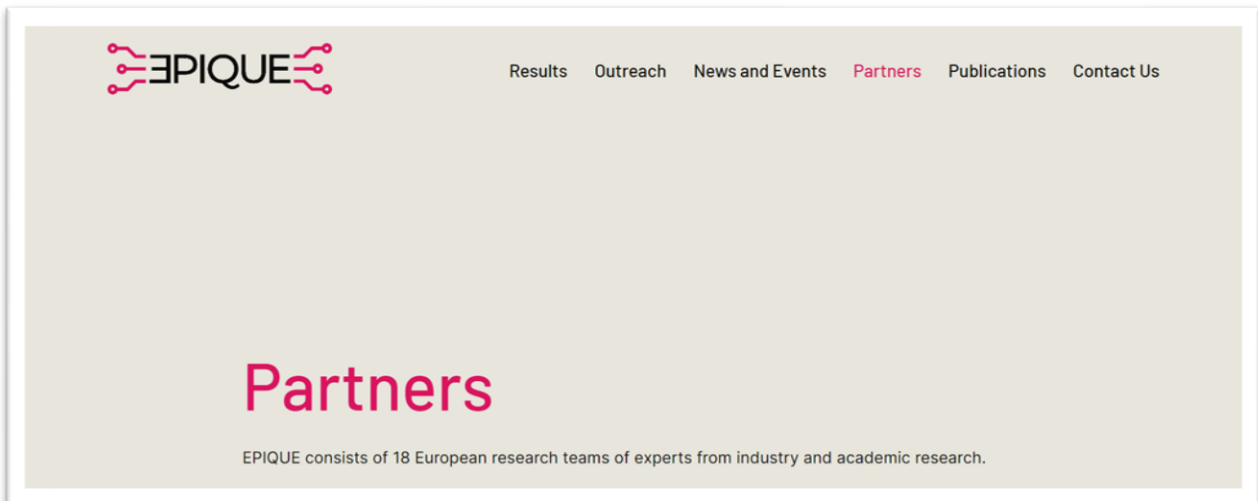 EPIQUE
Results Outreach News and Events Partners Publications Contact Us
Partners
EPIQUE consists of 18 European research teams of experts from industry and academic research.